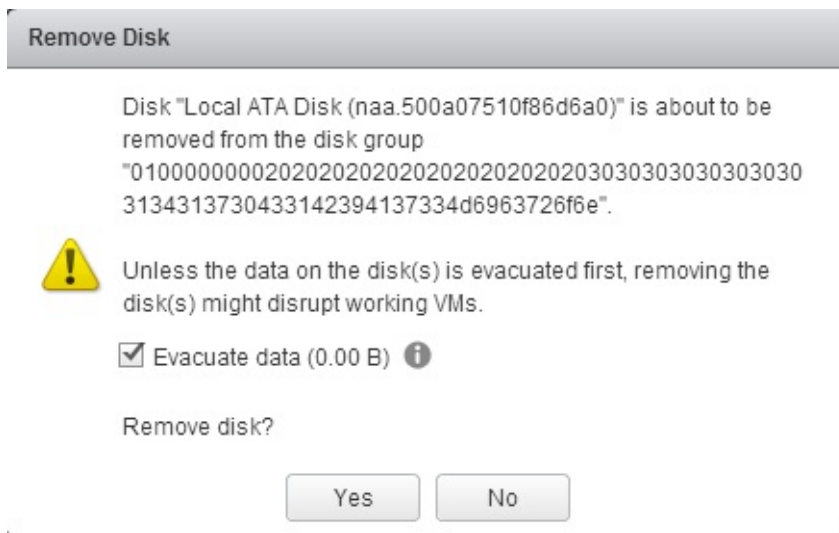 Remove Disk
Disk "Local ATA Disk (naa.500a07510f86d6a0)" is about to be
removed from the disk group
"0100000000202020202020202020202020303030303030303030
313431373043314239413733​4d6963726f6e".
Unless the data on the disk(s) is evacuated first, removing the
disk(s) might disrupt working VMs.
Evacuate data (0.00 B)
Remove disk?
Yes
No